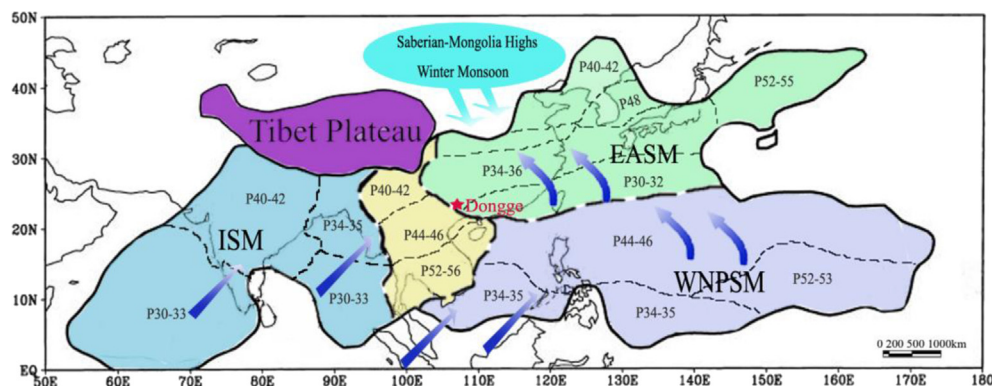 50N
40N
30N
20N
10N
EQ
Saberian-Mongolia Highs
Winter Monsoon
P40-42
P48
P52-55
Tibet Plateau
P34-36
EASM
P30-32
P40-42
P40-42
Dongge
P34-35
ISM
P44-46
P44-46
P52-56
WNPSM
P52-53
P30-33
P30-33
P34-35
P34-35
0 200 500 1000km
50E 60E 70E 80E 90E 100E 110E 120E 130E 140E 150E 160E 170E 180